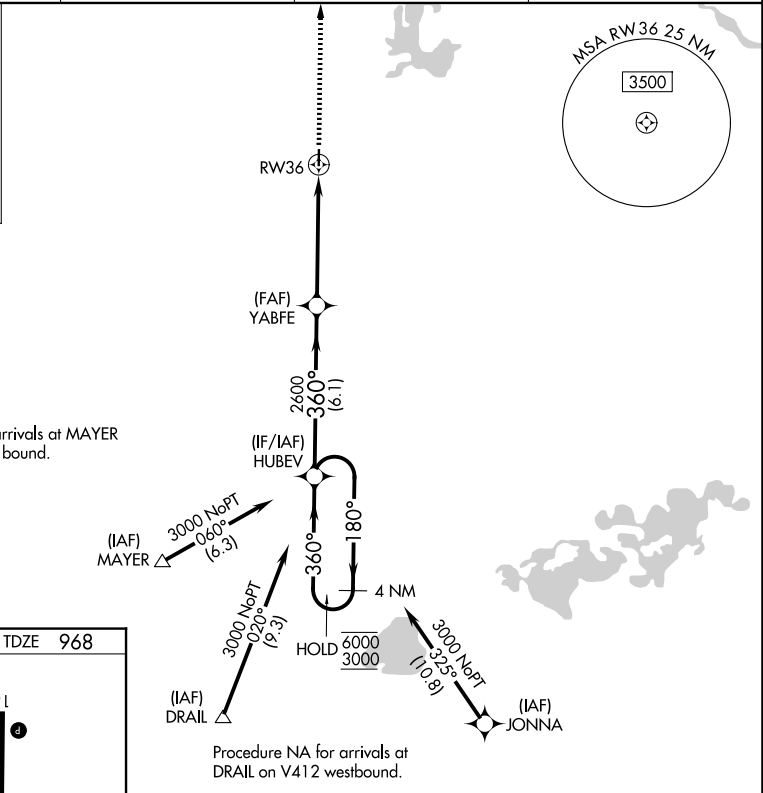 MSA RW36 25 NM
3500
RW36
(FAF)
YABFE
2600
360°
(6.1)
arrivals at MAYER
bound.
(IF/IAF)
HUBEV
3000 NoPT
060°
(6.3)
(IAF)
MAYER
360°
180°
4 NM
3000 NoPT
020°
(9.3)
HOLD
6000
3000
3000 NoPT
325°
(10.8)
TDZE 968
P
(IAF)
DRAIL
(IAF)
JONNA
Procedure NA for arrivals at
DRAIL on V412 westbound.